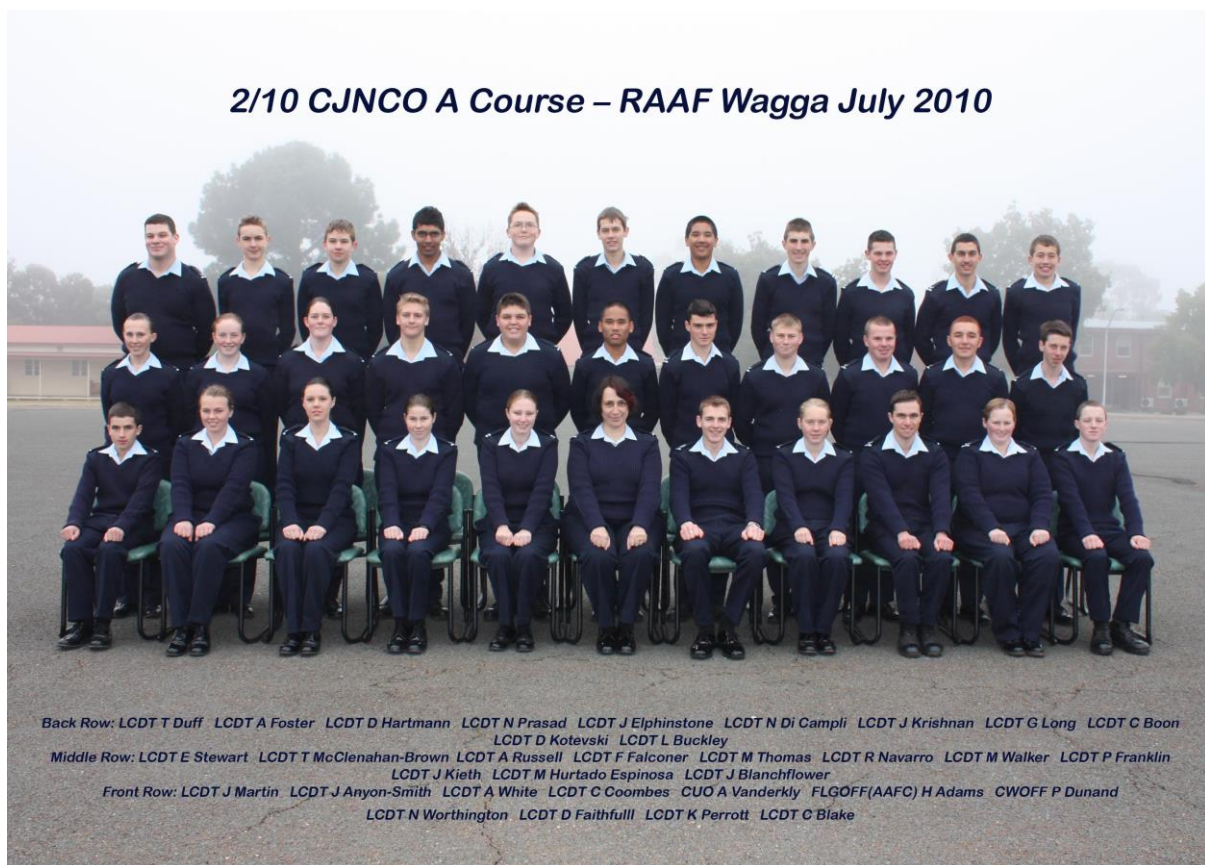 2/10 CJNCO A Course – RAAF Wagga July 2010
Back Row: LCDT T Duff LCDT A Foster LCDT D Hartmann LCDT N Prasad LCDT J Elphinstone LCDT N Di Campli LCDT J Krishnan LCDT G Long LCDT C Boon
LCDT D Kotevski LCDT L Buckley
Middle Row: LCDT E Stewart LCDT T McClenahan-Brown LCDT A Russell LCDT F Falconer LCDT M Thomas LCDT R Navarro LCDT M Walker LCDT P Franklin
LCDT J Kieth LCDT M Hurtado Espinosa LCDT J Blanchflower
Front Row: LCDT J Martin LCDT J Anyon-Smith LCDT A White LCDT C Coombes CUO A Vanderkly FLGOFF(AAFC) H Adams CWOFF P Dunand
LCDT N Worthington LCDT D Faithfulll LCDT K Perrott LCDT C Blake